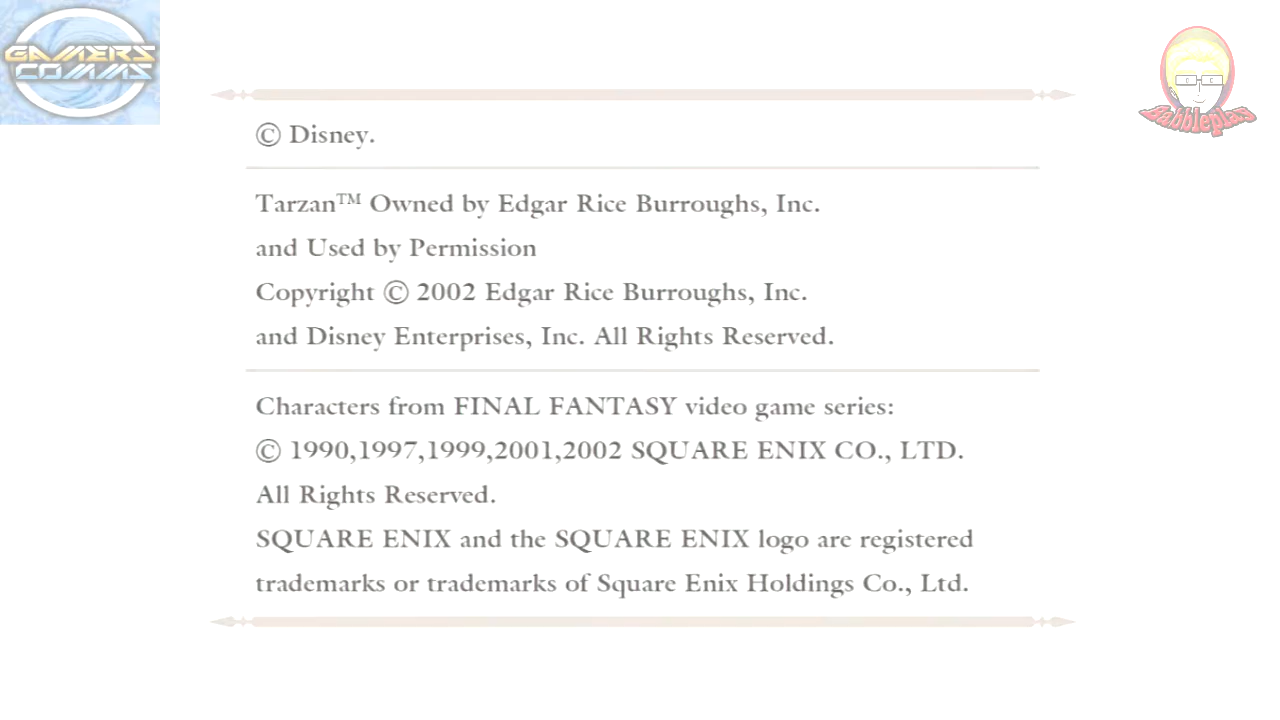 GAMERS
COMMS
Babbleplay
© Disney.
Tarzan™ Owned by Edgar Rice Burroughs, Inc.
and Used by Permission
Copyright © 2002 Edgar Rice Burroughs, Inc.
and Disney Enterprises, Inc. All Rights Reserved.
Characters from FINAL FANTASY video game series:
© 1990,1997,1999,2001,2002 SQUARE ENIX CO., LTD.
All Rights Reserved.
SQUARE ENIX and the SQUARE ENIX logo are registered
trademarks or trademarks of Square Enix Holdings Co., Ltd.